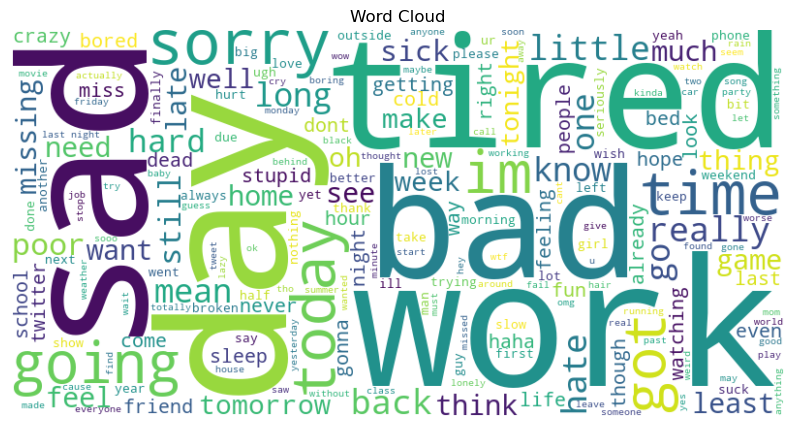 Word Cloud
crazy
bored
sorry
tired
sad
day
bad
work
sick
little
much
outside
please
ur
anyone
soon
yeah
phone
rain
seem
watch
movie
actually
friday
miss
finally
late
well
big
love
ugh
cry
boring
wow
maybe
getting
cold
make
right
tonight
one
people
seriously
kinda
two
car
song
party
bit
let
away
something
missing
last night
need
hard
hurt
monday
long
dont
black
later
call
bed
look
thing
another
baby
dead
due
behind
oh
thought
new
working
im
know
wish
hope
weekend
job
stopp
try
stupid
better
lost
cant
always
yet
see
week
way
feeling
left
keep
time
done
still
guess
home
hour
thank
morning
already
give
worse
poor
want
ok
nothing
night
take
girl
really
go
found
gone
game
school
twitter
next
went
weather
tweet
lazy
today
minute
start
wtf
hey
u
lot
last
sooo
mean
half
tho
summer
ill
trying
around
fail
hair
totally
broken
never
wanted
man
must
fun
omg
running
mom
wait
show
come
say
sleep
yesterday
gonna
slow
haha
first
guy
missed
hate
real
past
weird
watching
even
world
good
play
going
cause
find
house
saw
without
class
lonely
life
leave
though
someone
got
yes
suck
may
least
anything
made
feel
everyone
year
friend
tomorrow
back
think